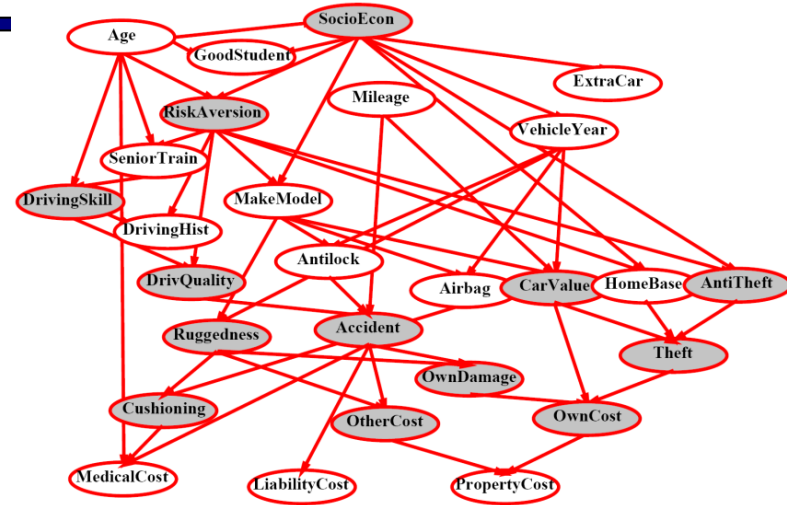 SocioEcon
Age
GoodStudent
ExtraCar
Mileage
RiskAversion
VehicleYear
SeniorTrain
DrivingSkill
MakeModel
DrivingHist
Antilock
DrivQuality
Airbag
CarValue
HomeBase
AntiTheft
Ruggedness
Accident
Theft
OwnDamage
Cushioning
OtherCost
OwnCost
MedicalCost
LiabilityCost
PropertyCost